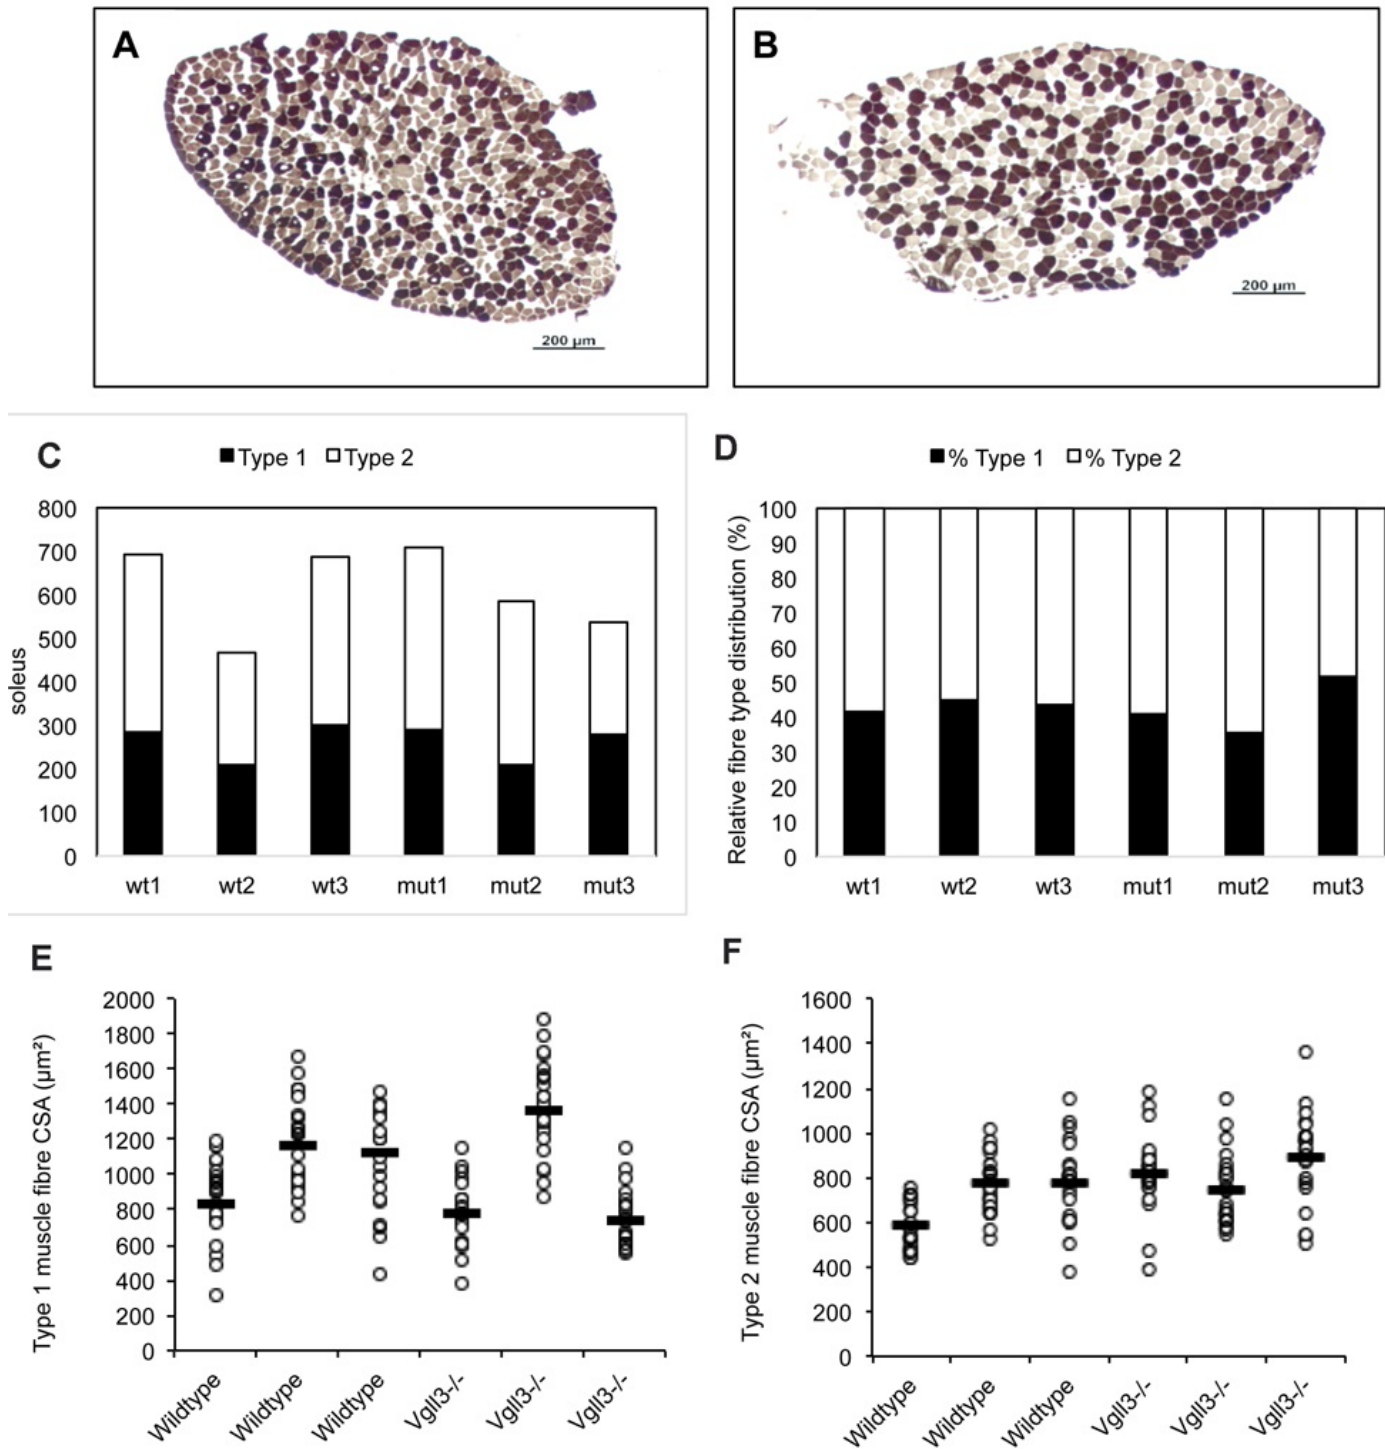 A
200 µm
B
200 µm
C
Type 1 Type 2
800
700
600
500
400
300
200
100
0
soleus
wt1 wt2 wt3 mut1 mut2 mut3
D
% Type 1 % Type 2
Relative fibre type distribution (%)
100
90
80
70
60
50
40
30
20
10
0
wt1 wt2 wt3 mut1 mut2 mut3
E
Type 1 muscle fibre CSA (µm²)
2000
1800
1600
1400
1200
1000
800
600
400
200
0
Wildtype Wildtype Wildtype Vgll3-/- Vgll3-/- Vgll3-/-
F
Type 2 muscle fibre CSA (µm²)
1600
1400
1200
1000
800
600
400
200
0
Wildtype Wildtype Wildtype Vgll3-/- Vgll3-/- Vgll3-/-